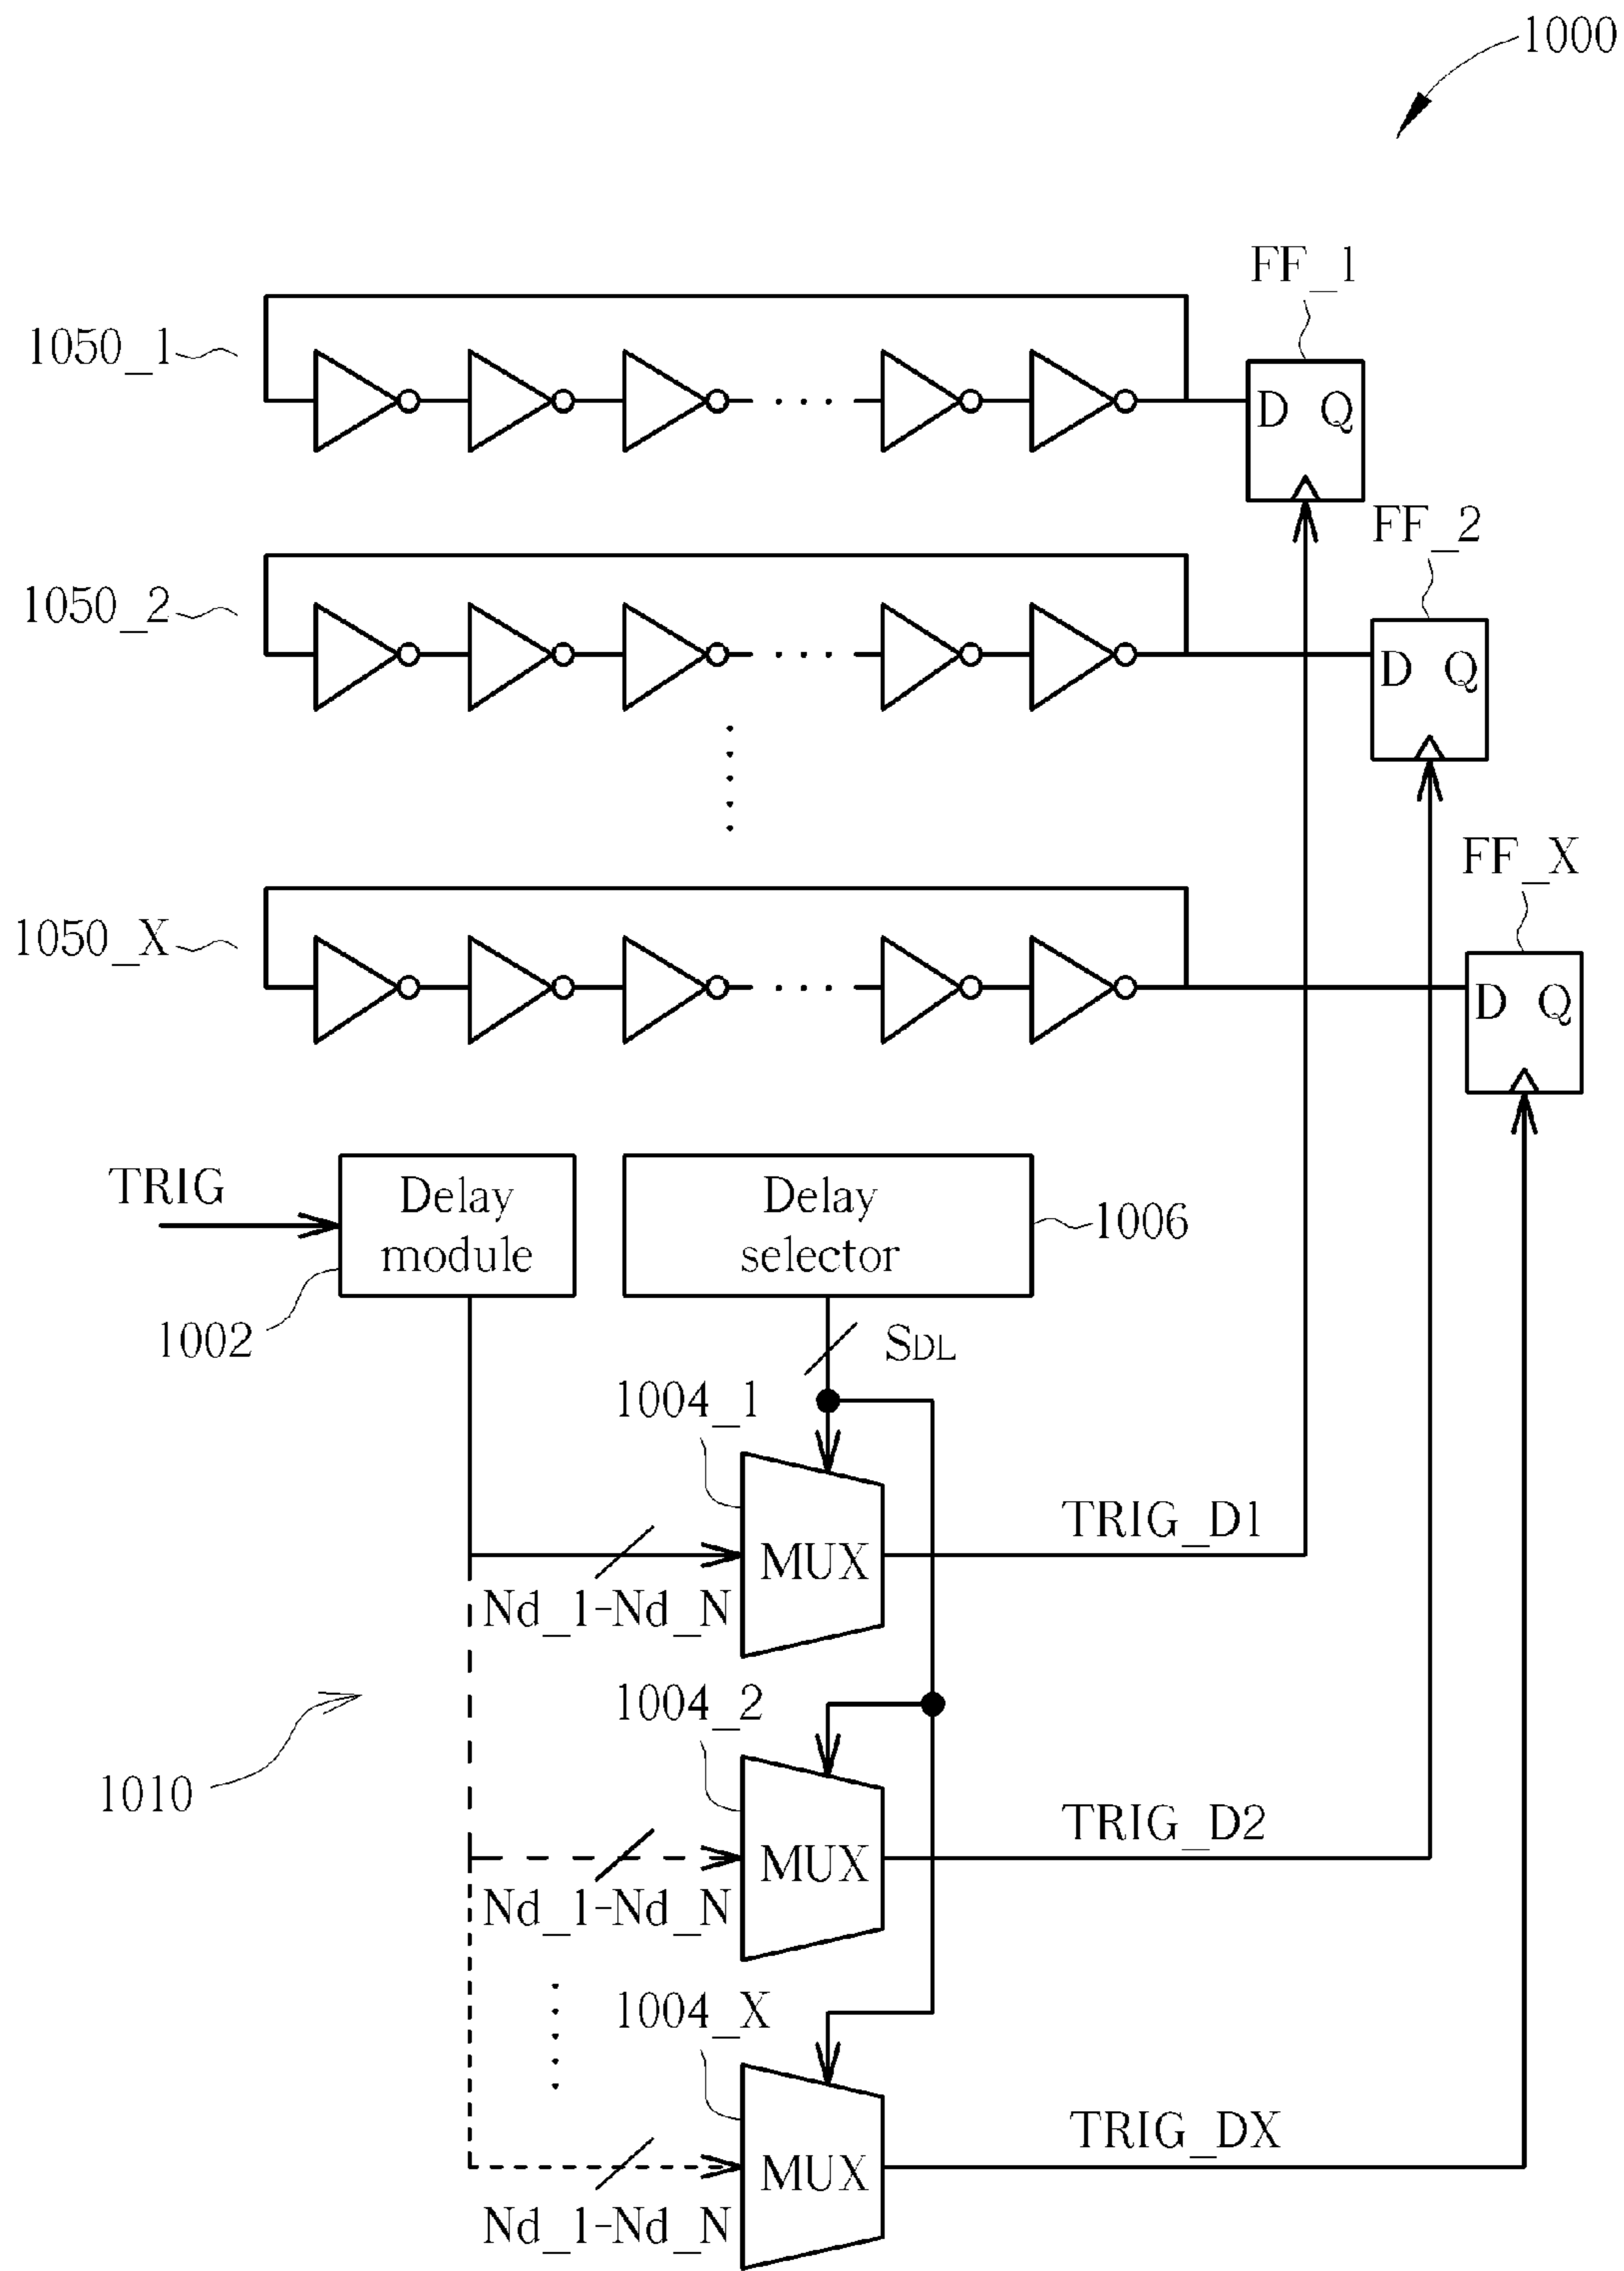 1000
FF_1
1050_1
D Q
FF_2
1050_2
D Q
FF_X
1050_X
D Q
TRIG
Delay
module
Delay
selector
1006
1002
SDL
1004_1
TRIG_D1
MUX
Nd_1-Nd_N
1004_2
1010
TRIG_D2
MUX
Nd_1-Nd_N
1004_X
TRIG_DX
MUX
Nd_1-Nd_N